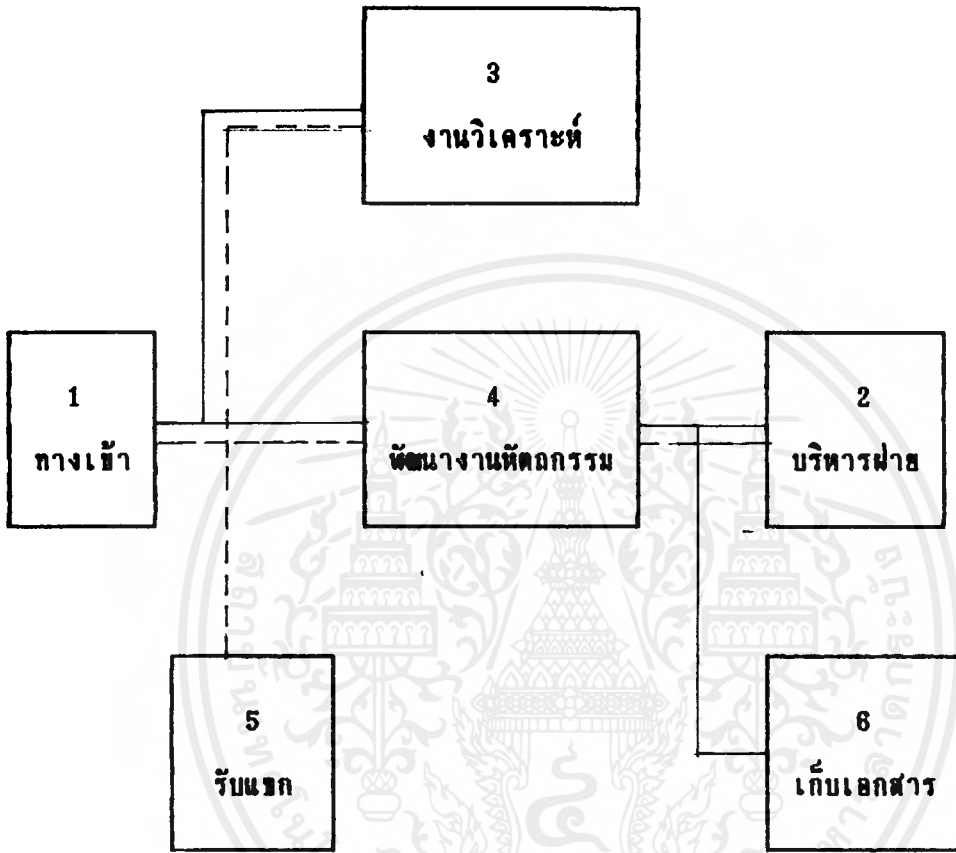 3
งานวิเคราะห์
1
ทางเข้า
4
พัฒนางานหัตถกรรม
2
บริหารฝ่าย
5
รับแขก
6
เก็บเอกสาร